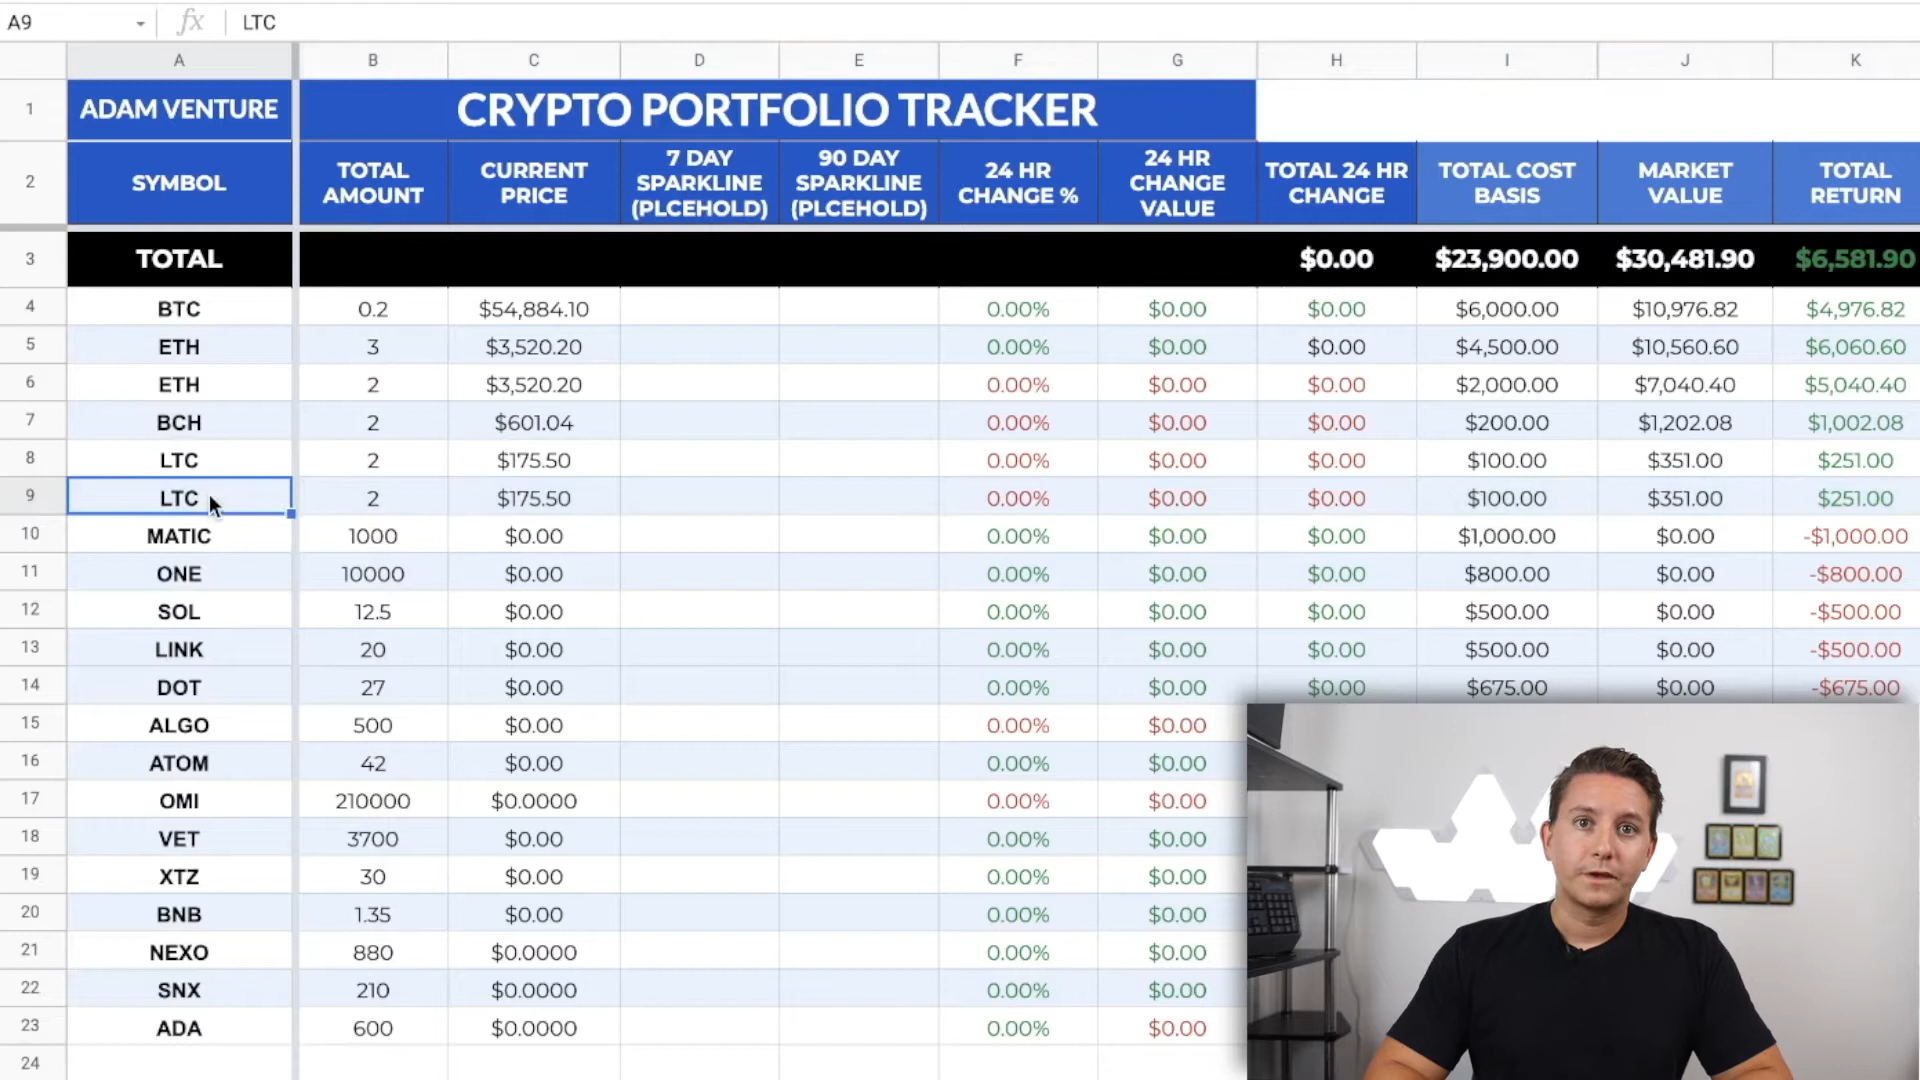 A9 fx LTC
A B C D E F G H I J K
1 ADAM VENTURE CRYPTO PORTFOLIO TRACKER
2 SYMBOL TOTAL AMOUNT CURRENT PRICE 7 DAY SPARKLINE (PLCEHOLD) 90 DAY SPARKLINE (PLCEHOLD) 24 HR CHANGE % 24 HR CHANGE VALUE TOTAL 24 HR CHANGE TOTAL COST BASIS MARKET VALUE TOTAL RETURN
3 TOTAL $0.00 $23,900.00 $30,481.90 $6,581.90
4 BTC 0.2 $54,884.10 0.00% $0.00 $0.00 $6,000.00 $10,976.82 $4,976.82
5 ETH 3 $3,520.20 0.00% $0.00 $0.00 $4,500.00 $10,560.60 $6,060.60
6 ETH 2 $3,520.20 0.00% $0.00 $0.00 $2,000.00 $7,040.40 $5,040.40
7 BCH 2 $601.04 0.00% $0.00 $0.00 $200.00 $1,202.08 $1,002.08
8 LTC 2 $175.50 0.00% $0.00 $0.00 $100.00 $351.00 $251.00
9 LTC 2 $175.50 0.00% $0.00 $0.00 $100.00 $351.00 $251.00
10 MATIC 1000 $0.00 0.00% $0.00 $0.00 $1,000.00 $0.00 -$1,000.00
11 ONE 10000 $0.00 0.00% $0.00 $0.00 $800.00 $0.00 -$800.00
12 SOL 12.5 $0.00 0.00% $0.00 $0.00 $500.00 $0.00 -$500.00
13 LINK 20 $0.00 0.00% $0.00 $0.00 $500.00 $0.00 -$500.00
14 DOT 27 $0.00 0.00% $0.00 $0.00 $675.00 $0.00 -$675.00
15 ALGO 500 $0.00 0.00% $0.00
16 ATOM 42 $0.00 0.00% $0.00
17 OMI 210000 $0.0000 0.00% $0.00
18 VET 3700 $0.00 0.00% $0.00
19 XTZ 30 $0.00 0.00% $0.00
20 BNB 1.35 $0.00 0.00% $0.00
21 NEXO 880 $0.0000 0.00% $0.00
22 SNX 210 $0.0000 0.00% $0.00
23 ADA 600 $0.0000 0.00% $0.00
24